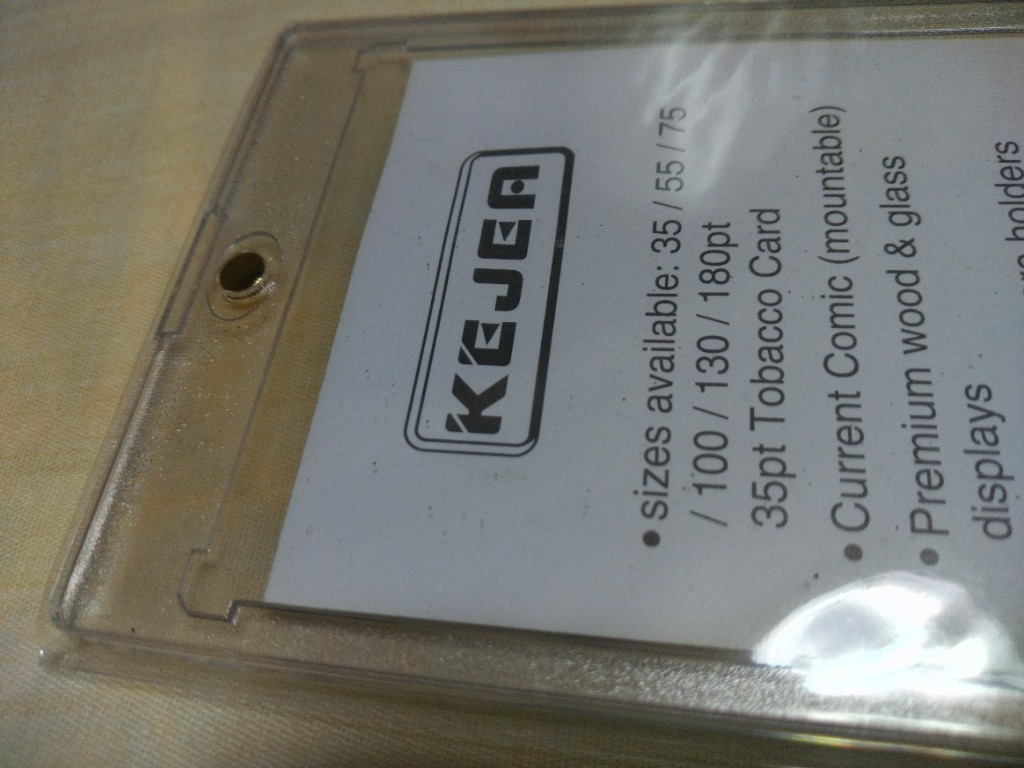 KEJEA
• sizes available: 35 / 55 / 75
/ 100 / 130 / 180pt
35pt Tobacco Card
• Current Comic (mountable)
• Premium wood & glass
displays
holders